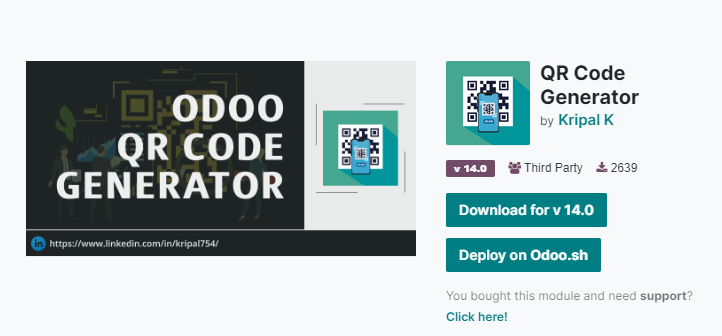 ODOO
QR CODE
GENERATOR
https://www.linkedin.com/in/kripal754/
in
QR Code
Generator
by Kripal K
v 14.0 Third Party 2639
Download for v 14.0
Deploy on Odoo.sh
You bought this module and need support?
Click here!